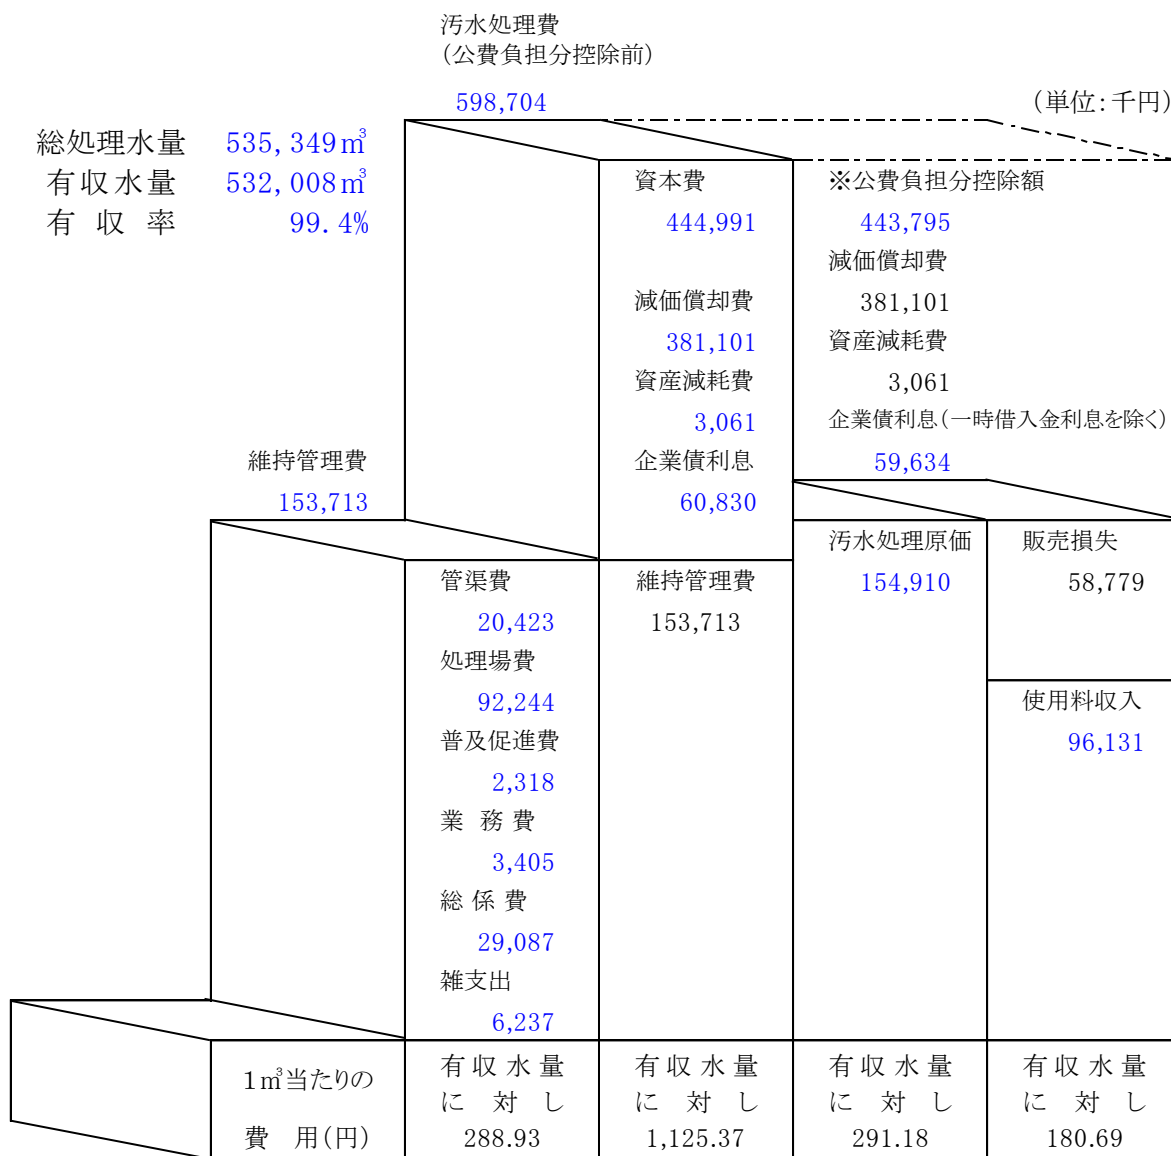 汚水処理費
(公費負担分控除前)
598,704
(単位:千円)
総処理水量 535,349㎥
有収水量 532,008㎥
有収率 99.4%
資本費
444,991
減価償却費
381,101
資産減耗費
3,061
企業債利息
60,830
※公費負担分控除額
443,795
減価償却費
381,101
資産減耗費
3,061
企業債利息(一時借入金利息を除く)
59,634
維持管理費
153,713
管渠費
20,423
処理場費
92,244
普及促進費
2,318
業務費
3,405
総係費
29,087
雑支出
6,237
維持管理費
153,713
汚水処理原価
154,910
販売損失
58,779
使用料収入
96,131
1㎥当たりの
費用(円)
有収水量
に対し
288.93
有収水量
に対し
1,125.37
有収水量
に対し
291.18
有収水量
に対し
180.69